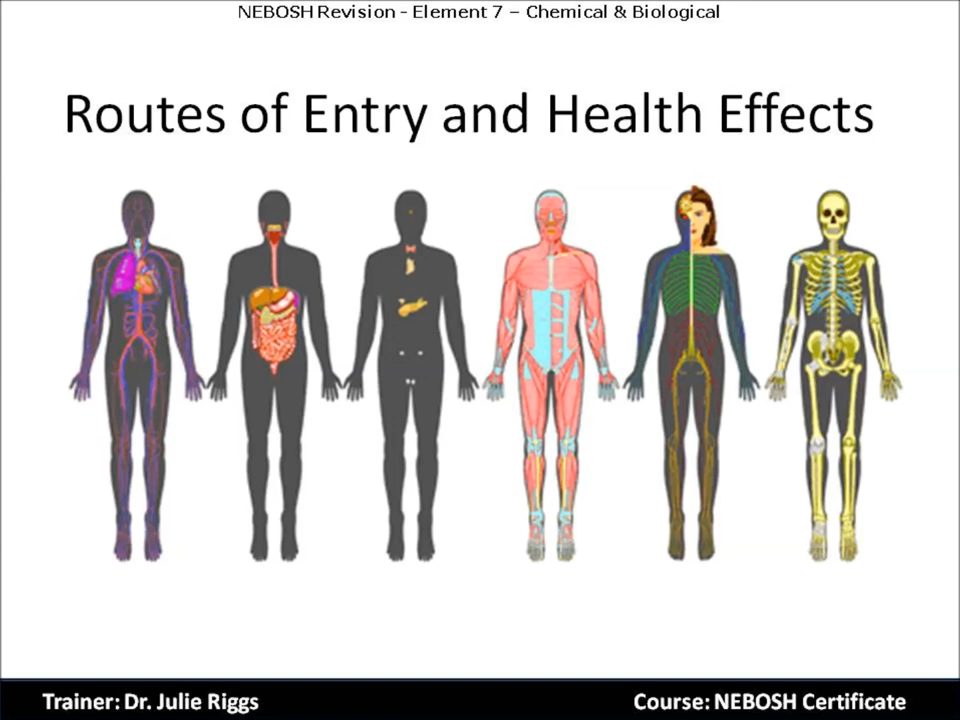 NEBOSH Revision - Element 7 – Chemical & Biological
Routes of Entry and Health Effects
Trainer: Dr. Julie Riggs
Course: NEBOSH Certificate